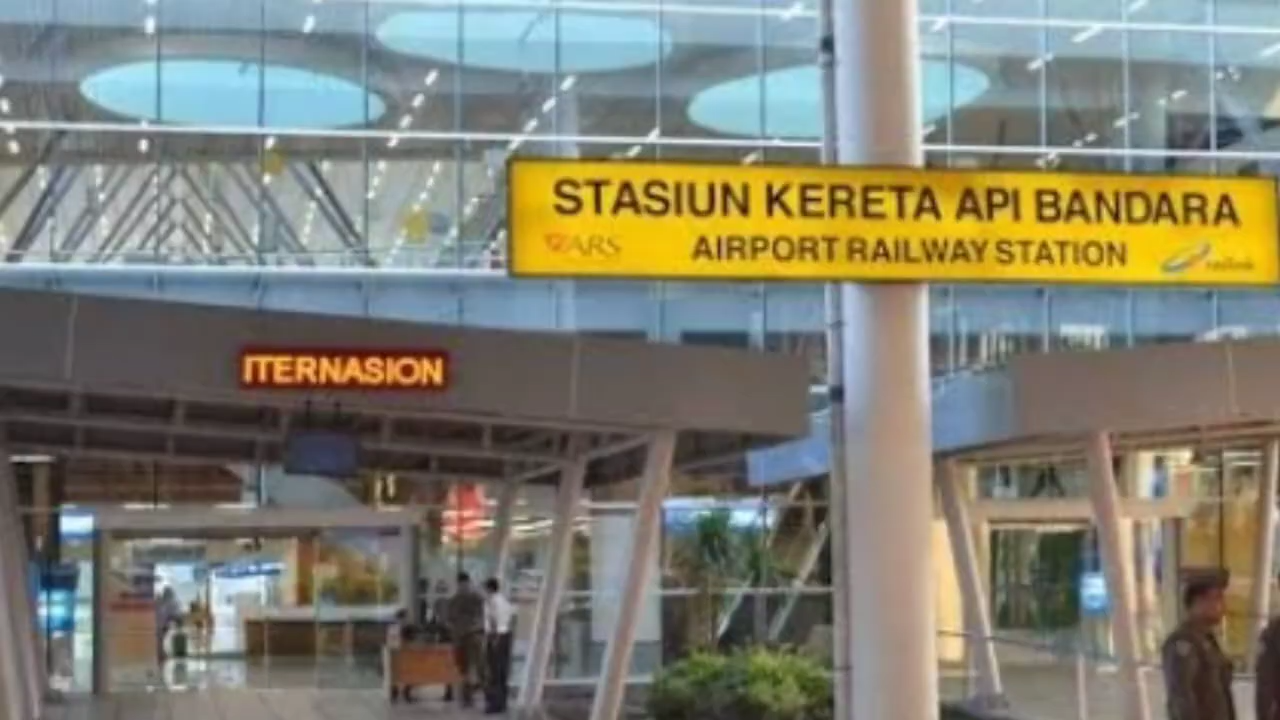 STASIUN KERETA API BANDARA
ARS AIRPORT RAILWAY STATION railink
ITERNASION